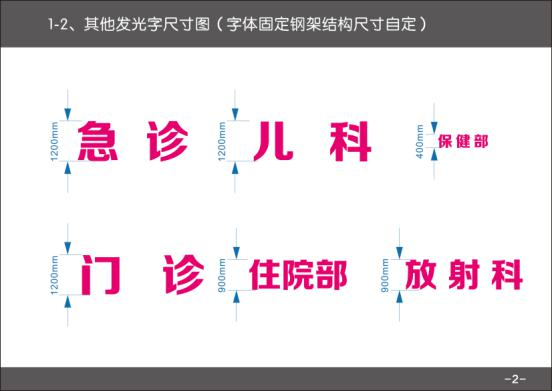 1-2、其他发光字尺寸图（字体固定钢架结构尺寸自定）
1200mm
急 诊
1200mm
儿 科
400mm
保健部
1200mm
门 诊
900mm
住院部
900mm
放射科
-2-